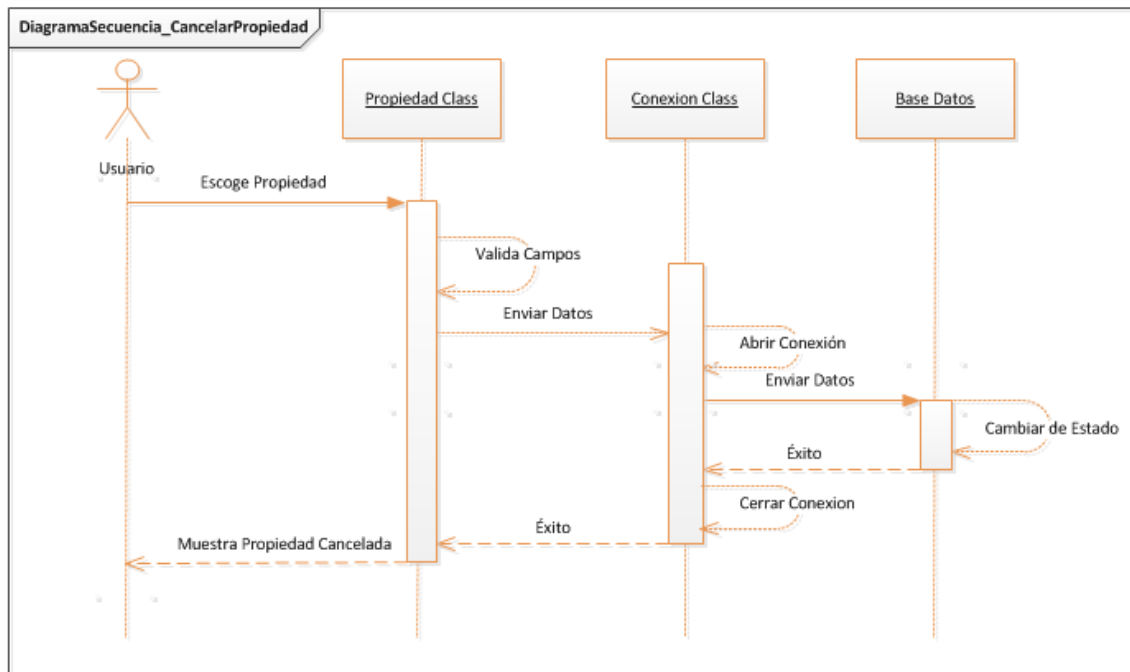 DiagramaSecuencia_CancelarPropiedad
Propiedad Class
Conexion Class
Base Datos
Usuario
Escoge Propiedad
Valida Campos
Enviar Datos
Abrir Conexión
Enviar Datos
Cambiar de Estado
Éxito
Cerrar Conexion
Éxito
Muestra Propiedad Cancelada